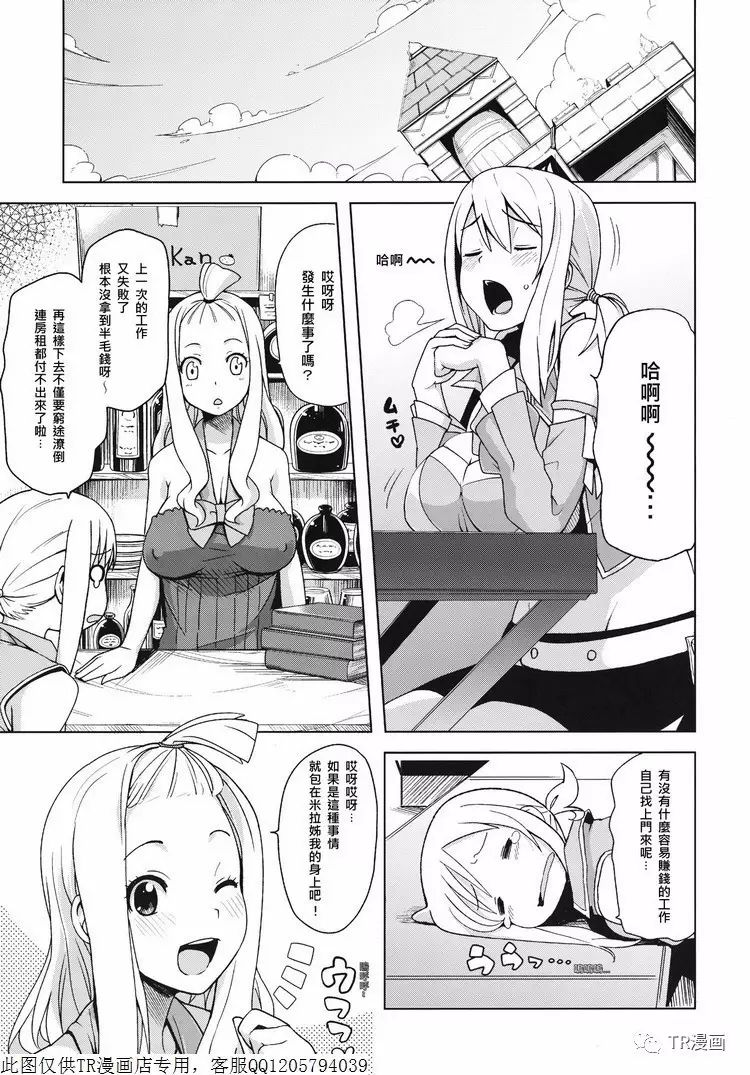 哈啊~~
哈啊啊
~~~…
ムチ♡
Kan
哎呀呀
發生什麼事了嗎？
上一次的工作
又失敗了
根本沒拿到半毛錢呀~
再這樣下去不僅要窮途潦倒
連房租都付不出來了啦…
有沒有什麼容易賺錢的工作
自己找上門來呢…
うぅっ…
嗚嗚嗚…
哎呀哎呀…
如果是這種事情
就包在米拉姊我的身上吧！
ウフフッ
TR漫画
此图仅供TR漫画店专用，客服QQ1205794039